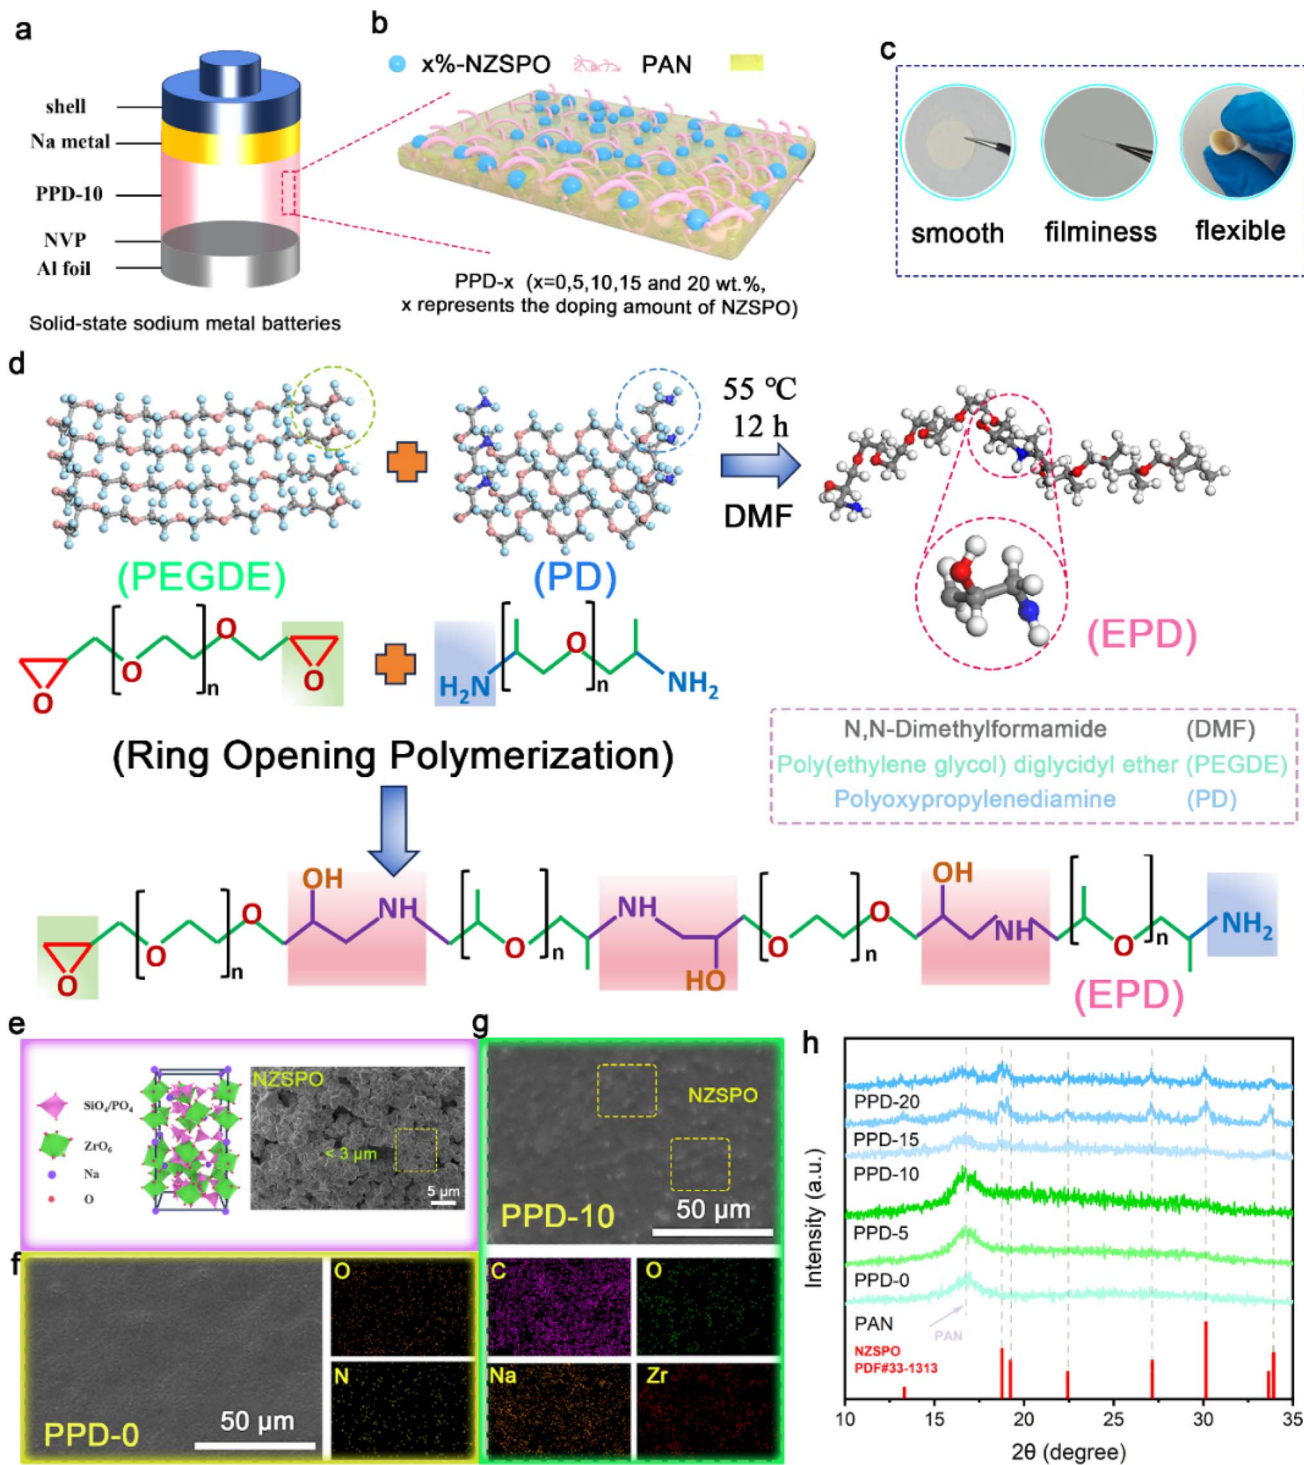 a
shell
Na metal
PPD-10
NVP
Al foil
Solid-state sodium metal batteries
b
x%-NZSPO PAN
PPD-x (x=0,5,10,15 and 20 wt.%,
x represents the doping amount of NZSPO)
c
smooth filminess flexible
d
55 ℃
12 h
DMF
(PEGDE) (PD)
(EPD)
O O O n
H₂N O n NH₂
(Ring Opening Polymerization)
N,N-Dimethylformamide (DMF)
Poly(ethylene glycol) diglycidyl ether (PEGDE)
Polyoxypropylenediamine (PD)
O O n O OH NH O n NH HO O n O OH NH O n NH₂
(EPD)
e
SiO₄/PO₄
ZrO₆
Na
O
NZSPO
< 3 μm
5 μm
f
PPD-0
50 μm
O
N
g
NZSPO
PPD-10
50 μm
C
O
Na
Zr
h
Intensity (a.u.)
PPD-20
PPD-15
PPD-10
PPD-5
PPD-0
PAN
PAN
NZSPO
PDF#33-1313
10 15 20 25 30 35
2θ (degree)